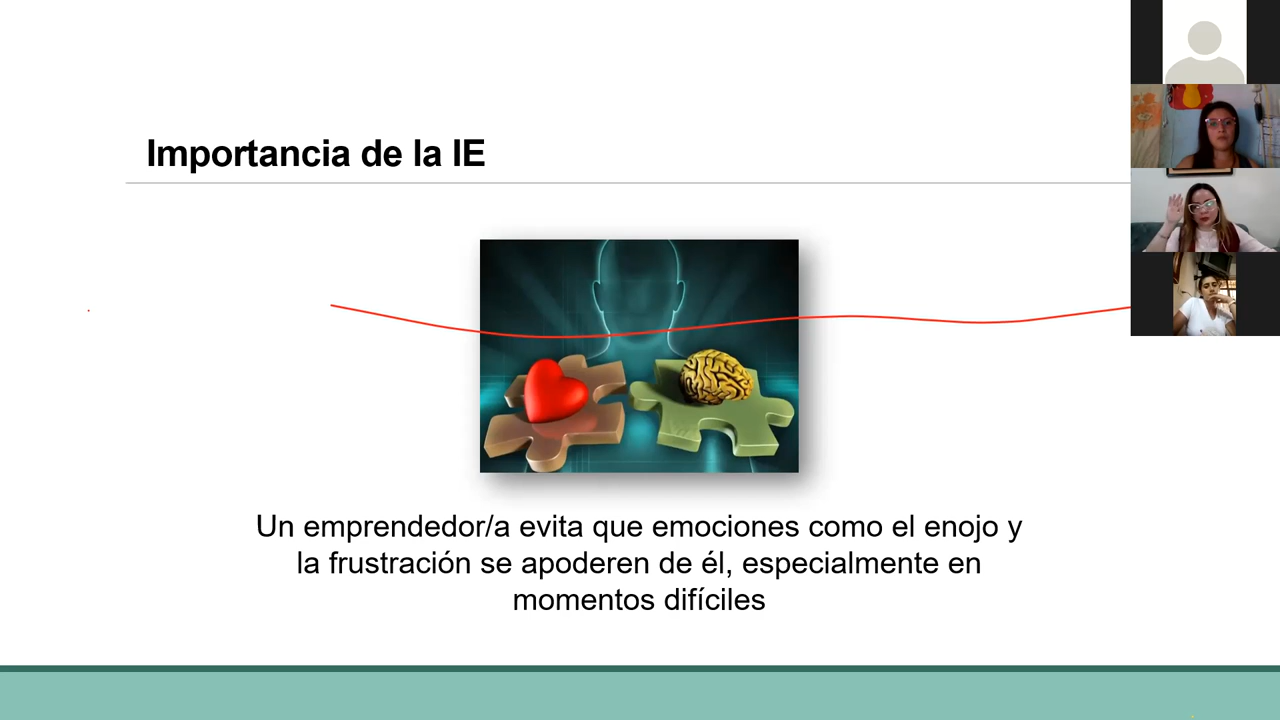 Importancia de la IE
Un emprendedor/a evita que emociones como el enojo y
la frustración se apoderen de él, especialmente en
momentos difíciles